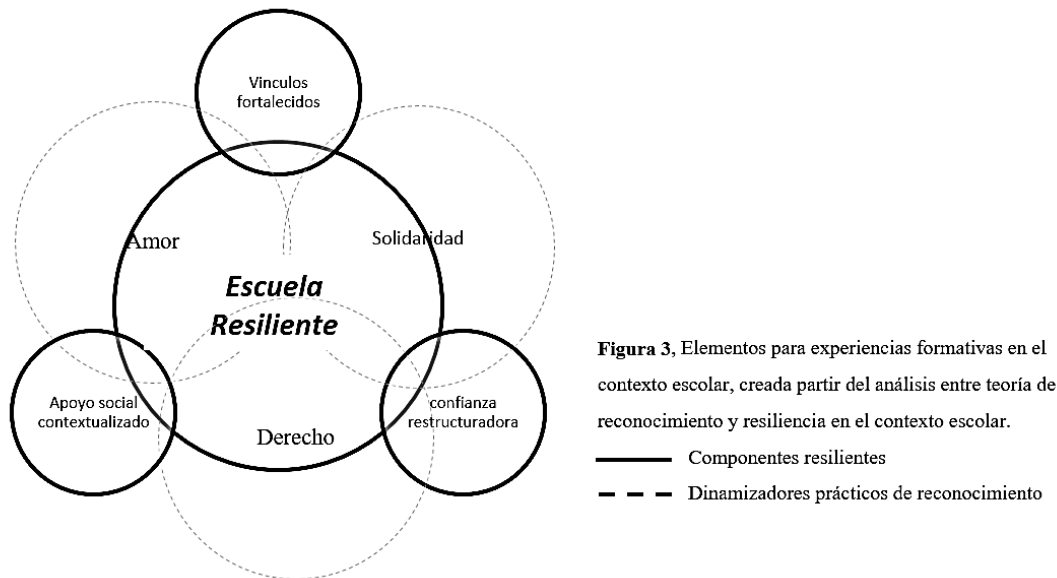 Vinculos
fortalecidos
Amor
Solidaridad
Escuela
Resiliente
Apoyo social
contextualizado
confianza
restructuradora
Derecho
Figura 3, Elementos para experiencias formativas en el
contexto escolar, creada partir del análisis entre teoría de
reconocimiento y resiliencia en el contexto escolar.
Componentes resilientes
Dinamizadores prácticos de reconocimiento